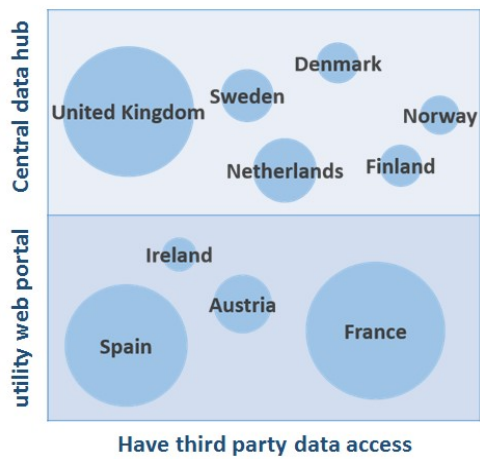 Central data hub
Denmark
Sweden
United Kingdom
Norway
Netherlands
Finland
utility web portal
Ireland
Austria
France
Spain
Have third party data access